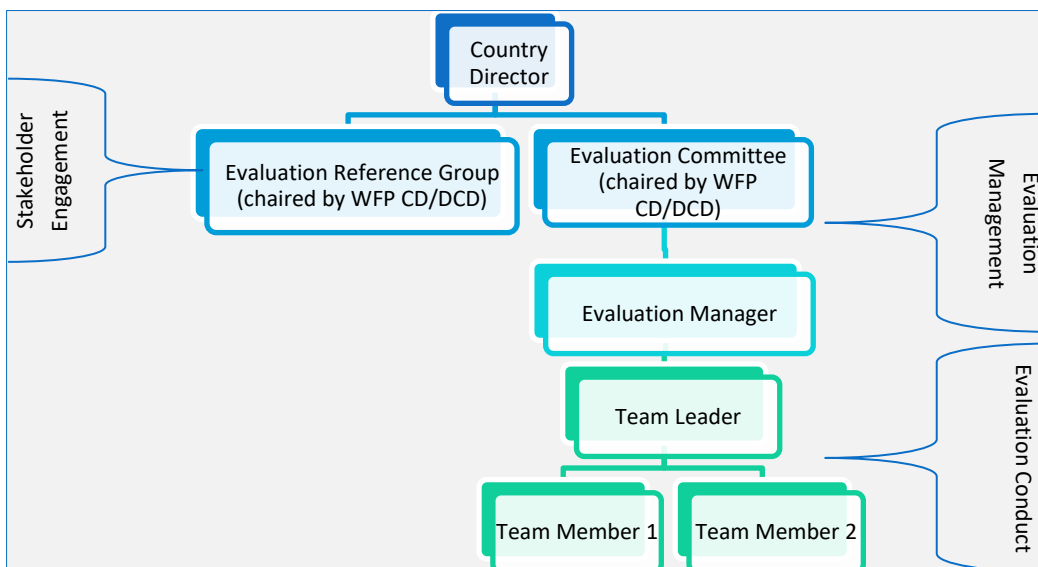 Country
Director
Stakeholder
Engagement
Evaluation Reference Group
(chaired by WFP CD/DCD)
Evaluation Committee
(chaired by WFP
CD/DCD)
Evaluation
Management
Evaluation Manager
Team Leader
Evaluation Conduct
Team Member 1
Team Member 2